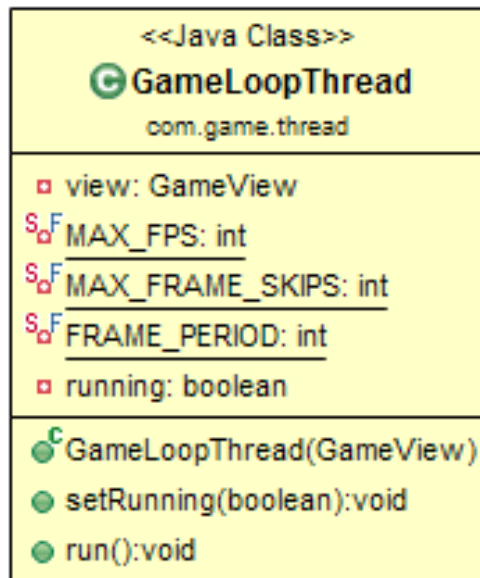 <<Java Class>>
C GameLoopThread
com.game.thread
view: GameView
S F MAX_FPS: int
S F MAX_FRAME_SKIPS: int
S F FRAME_PERIOD: int
running: boolean
C GameLoopThread(GameView)
setRunning(boolean):void
run():void